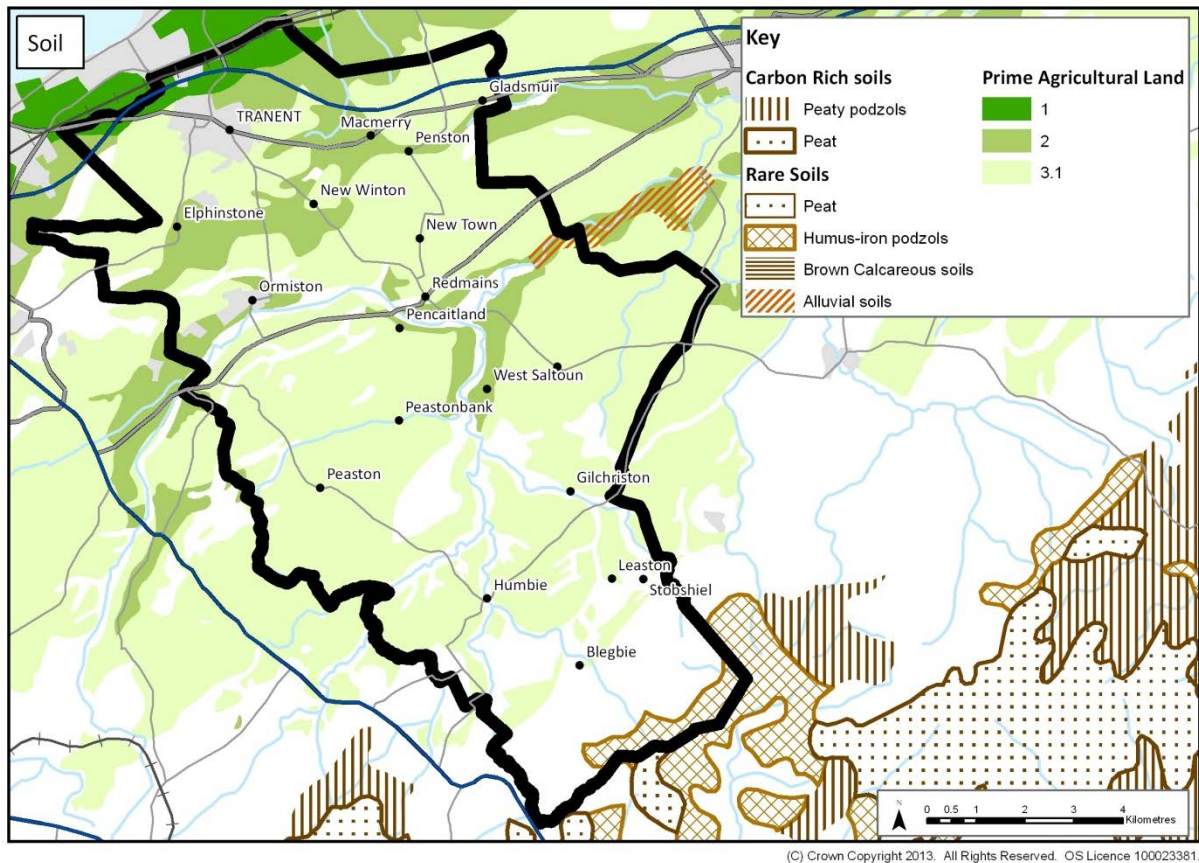 Soil
Key
Carbon Rich soils
Peaty podzols
Peat
Rare Soils
Peat
Humus-iron podzols
Brown Calcareous soils
Alluvial soils
Prime Agricultural Land
1
2
3.1
Gladsmuir
TRANENT
Macmerry
Penston
New Winton
Elphinstone
New Town
Ormiston
Redmains
Pencaitland
West Saltoun
Peastonbank
Peaston
Gilchriston
Leaston
Stobshiel
Humbie
Blegbie
N
0 0.5 1 2 3 4
Kilometres
(C) Crown Copyright 2013. All Rights Reserved. OS Licence 100023381